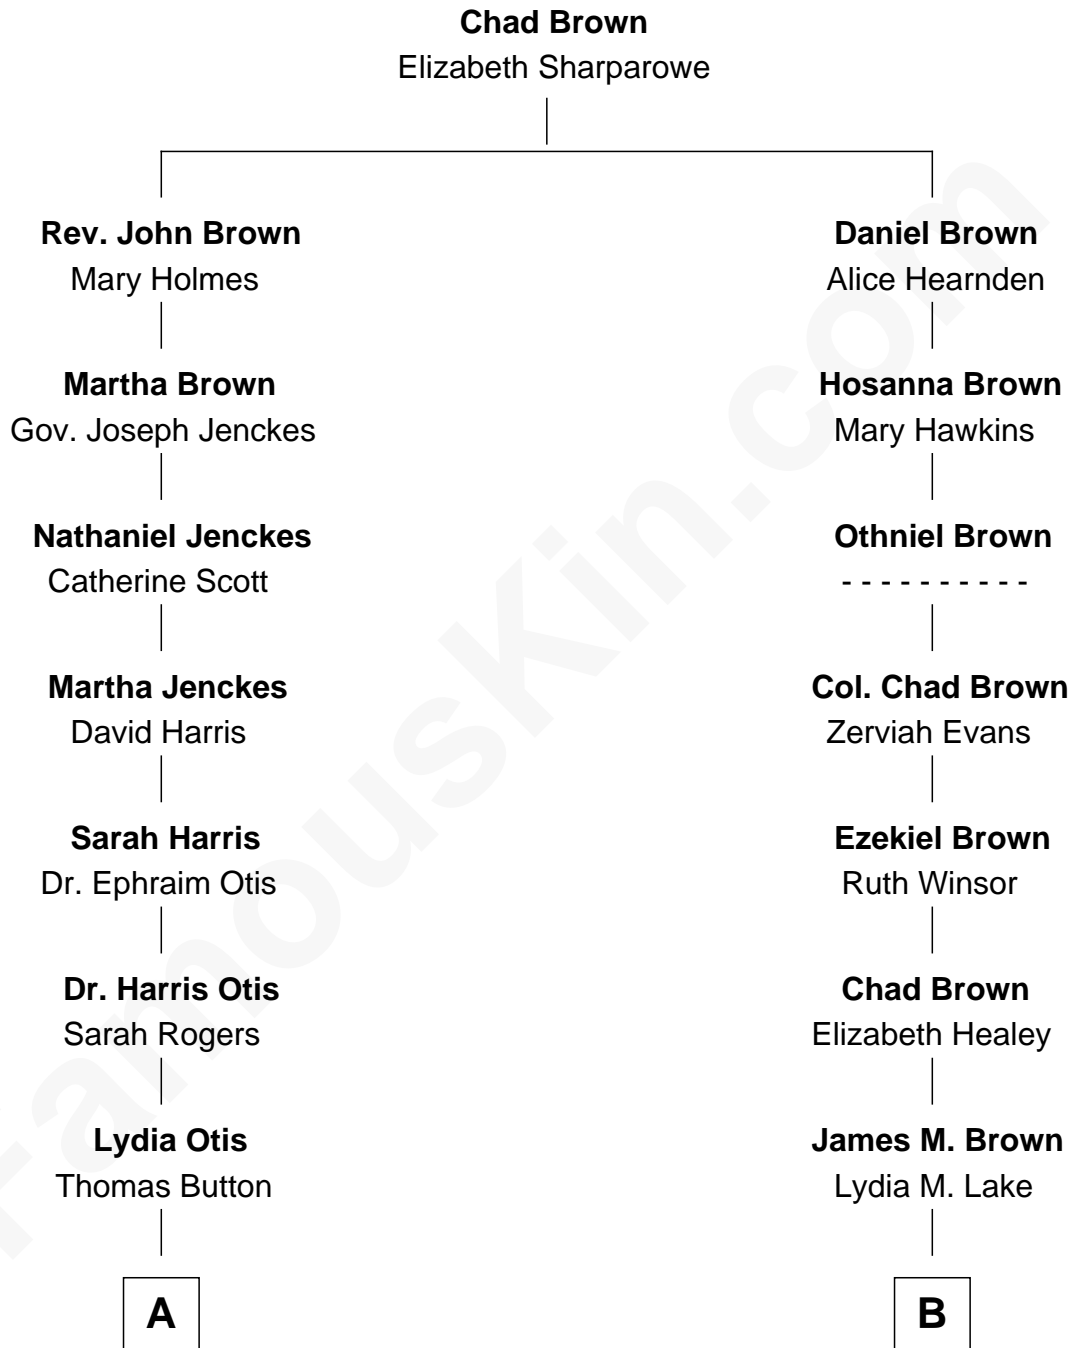 Chad Brown
Elizabeth Sharparowe
Rev. John Brown
Mary Holmes
Daniel Brown
Alice Hearnden
Martha Brown
Gov. Joseph Jenckes
Hosanna Brown
Mary Hawkins
Nathaniel Jenckes
Catherine Scott
Othniel Brown
- - - - - - - - - -
Martha Jenckes
David Harris
Col. Chad Brown
Zerviah Evans
Sarah Harris
Dr. Ephraim Otis
Ezekiel Brown
Ruth Winsor
Dr. Harris Otis
Sarah Rogers
Chad Brown
Elizabeth Healey
Lydia Otis
Thomas Button
James M. Brown
Lydia M. Lake
A
B
FamousKin.com